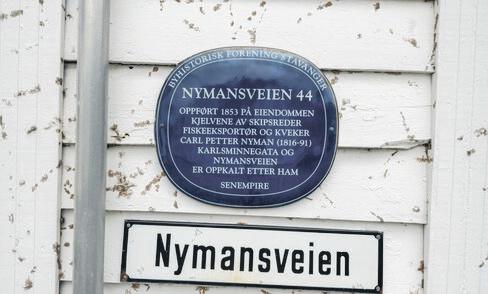 BYHISTORISK FORENING STAVANGER
NYMANSVEIEN 44
OPPFØRT 1853 PÅ EIENDOMMEN
KJELVENE AV SKIPSREDER
FISKEEKSPORTØR OG KVEKER
CARL PETTER NYMAN (1816-91)
KARLSMINNEGATA OG
NYMANSVEIEN
ER OPPKALT ETTER HAM
SENEMPIRE
Nymansveien